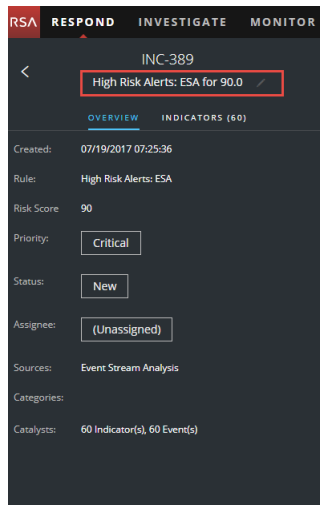 RSA RESPOND INVESTIGATE MONITOR
INC-389
High Risk Alerts: ESA for 90.0
OVERVIEW INDICATORS (60)
Created: 07/19/2017 07:25:36
Rule: High Risk Alerts: ESA
Risk Score 90
Priority: Critical
Status: New
Assignee: (Unassigned)
Sources: Event Stream Analysis
Categories:
Catalysts: 60 Indicator(s), 60 Event(s)